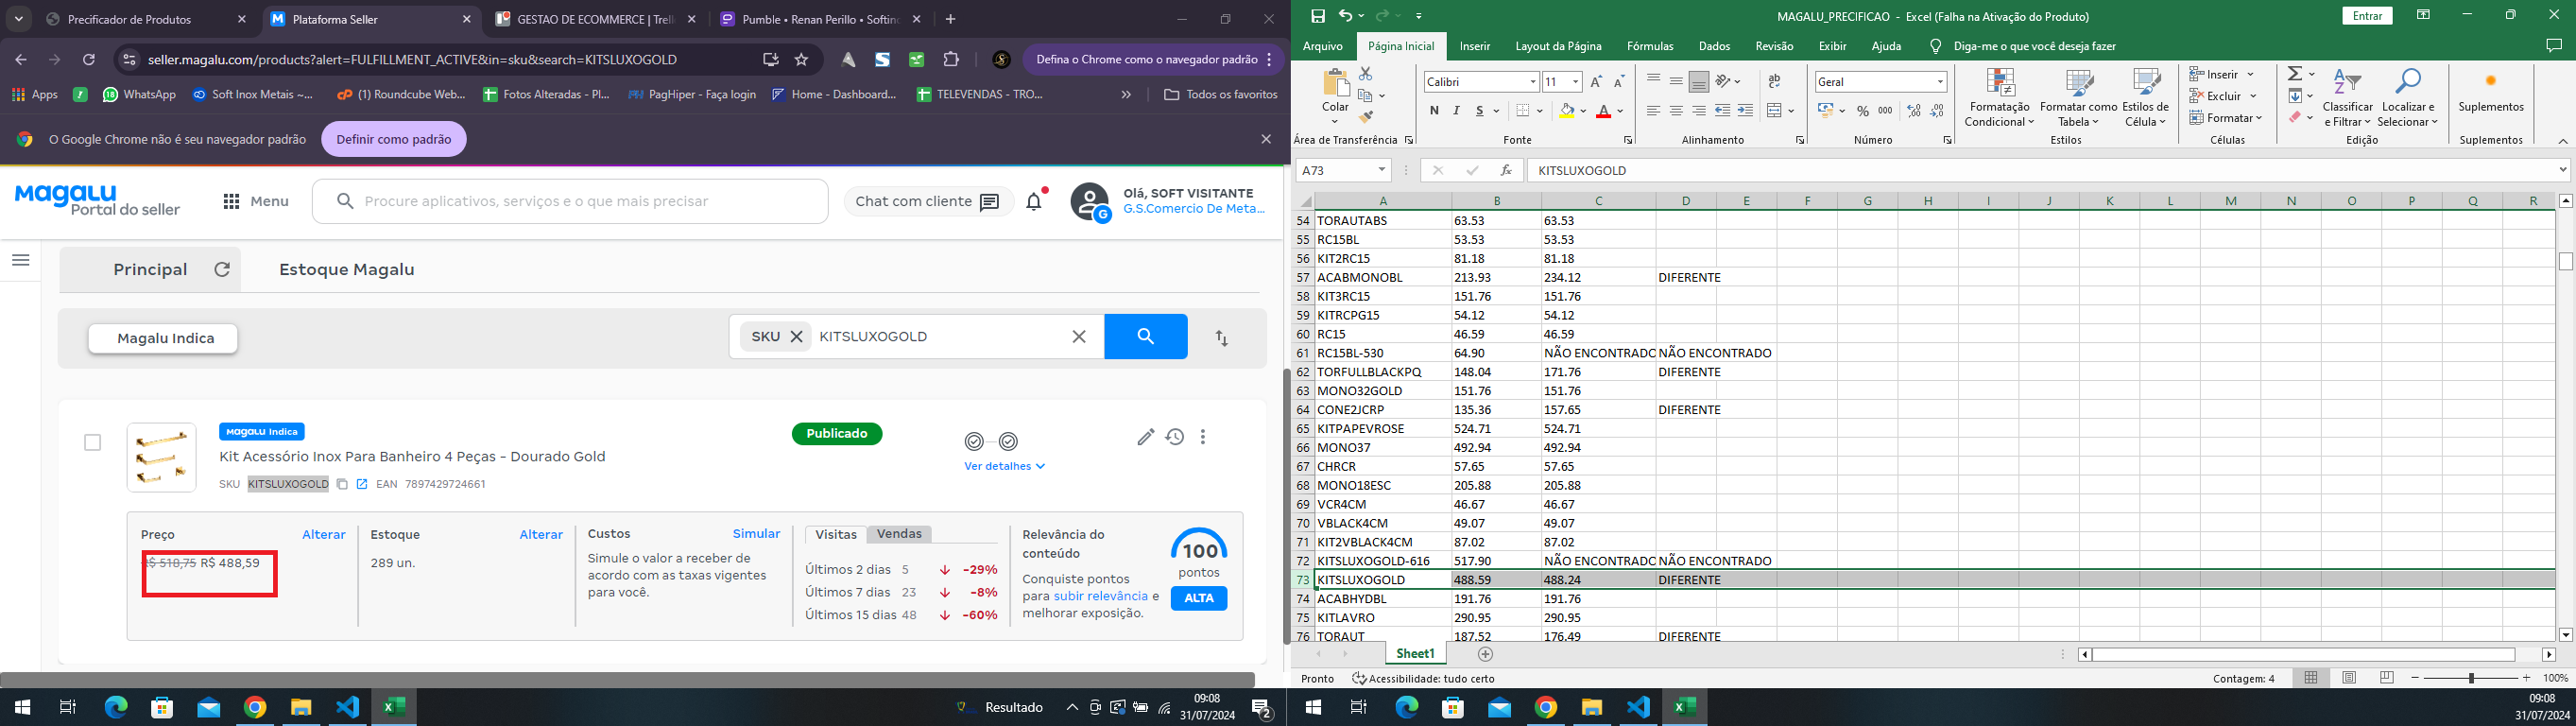 Precificador de Produtos
Plataforma Seller
GESTAO DE ECOMMERCE | Trell
Pumble • Renan Perillo • Softino
seller.magalu.com/products?alert=FULFILLMENT_ACTIVE&in=sku&search=KITSLUXOGOLD
Defina o Chrome como o navegador padrão
Apps
WhatsApp
Soft Inox Metais ~...
(1) Roundcube Web...
Fotos Alteradas - Pl...
PagHiper - Faça login
Home - Dashboard...
TELEVENDAS - TRO...
Todos os favoritos
O Google Chrome não é seu navegador padrão
Definir como padrão
Magalu
Portal do seller
Menu
Procure aplicativos, serviços e o que mais precisar
Chat com cliente
Olá, SOFT VISITANTE
G.S.Comercio De Meta...
Principal
Estoque Magalu
Magalu Indica
SKU
KITSLUXOGOLD
Magalu Indica
Publicado
Kit Acessório Inox Para Banheiro 4 Peças - Dourado Gold
Ver detalhes
SKU KITSLUXOGOLD EAN 7897429724661
Preço Alterar
R$ 518,75 R$ 488,59
Estoque Alterar
289 un.
Custos Simular
Simule o valor a receber de
acordo com as taxas vigentes
para você.
Visitas Vendas
Últimos 2 dias 5 -29%
Últimos 7 dias 23 -8%
Últimos 15 dias 48 -60%
Relevância do
conteúdo
Conquiste pontos
para subir relevância e
melhorar exposição.
100
pontos
ALTA
Resultado
09:08
31/07/2024
2
MAGALU_PRECIFICAO - Excel (Falha na Ativação do Produto)
Entrar
Arquivo Página Inicial Inserir Layout da Página Fórmulas Dados Revisão Exibir Ajuda Diga-me o que você deseja fazer
Colar
Área de Transferência
Calibri 11
N I S
Fonte
Alinhamento
Geral
% 000
Número
Formatação
Condicional
Formatar como
Tabela
Estilos de
Célula
Estilos
Inserir
Excluir
Formatar
Células
Classificar
e Filtrar
Localizar e
Selecionar
Edição
Suplementos
Suplementos
A73 fx KITSLUXOGOLD
A B C D E F G H I J K L M N O P Q R
54 TORAUTABS 63.53 63.53
55 RC15BL 53.53 53.53
56 KIT2RC15 81.18 81.18
57 ACABMONOBL 213.93 234.12 DIFERENTE
58 KIT3RC15 151.76 151.76
59 KITRCPG15 54.12 54.12
60 RC15 46.59 46.59
61 RC15BL-530 64.90 NÃO ENCONTRADO NÃO ENCONTRADO
62 TORFULLBLACKPQ 148.04 171.76 DIFERENTE
63 MONO32GOLD 151.76 151.76
64 CONE2JCRP 135.36 157.65 DIFERENTE
65 KITPAPEVROSE 524.71 524.71
66 MONO37 492.94 492.94
67 CHRCR 57.65 57.65
68 MONO18ESC 205.88 205.88
69 VCR4CM 46.67 46.67
70 VBLACK4CM 49.07 49.07
71 KIT2VBLACK4CM 87.02 87.02
72 KITSLUXOGOLD-616 517.90 NÃO ENCONTRADO NÃO ENCONTRADO
73 KITSLUXOGOLD 488.59 488.24 DIFERENTE
74 ACABHYDBL 191.76 191.76
75 KITLAVRO 290.95 290.95
76 TORAUT 187.52 176.49 DIFERENTE
Sheet1
Pronto Acessibilidade: tudo certo
Contagem: 4
100%
09:08
31/07/2024